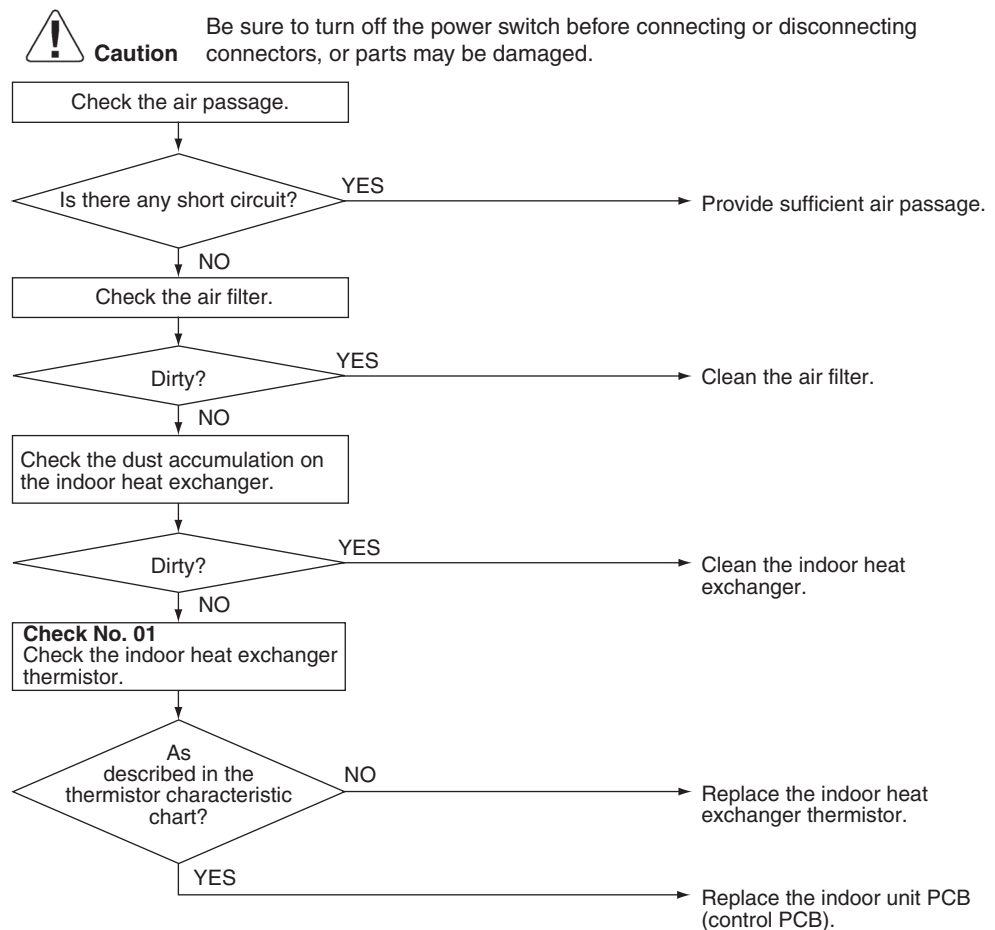 Be sure to turn off the power switch before connecting or disconnecting
Caution connectors, or parts may be damaged.
Check the air passage.
Is there any short circuit?
YES
Provide sufficient air passage.
NO
Check the air filter.
Dirty?
YES
Clean the air filter.
NO
Check the dust accumulation on
the indoor heat exchanger.
Dirty?
YES
Clean the indoor heat
exchanger.
NO
Check No. 01
Check the indoor heat exchanger
thermistor.
As
described in the
thermistor characteristic
chart?
NO
Replace the indoor heat
exchanger thermistor.
YES
Replace the indoor unit PCB
(control PCB).